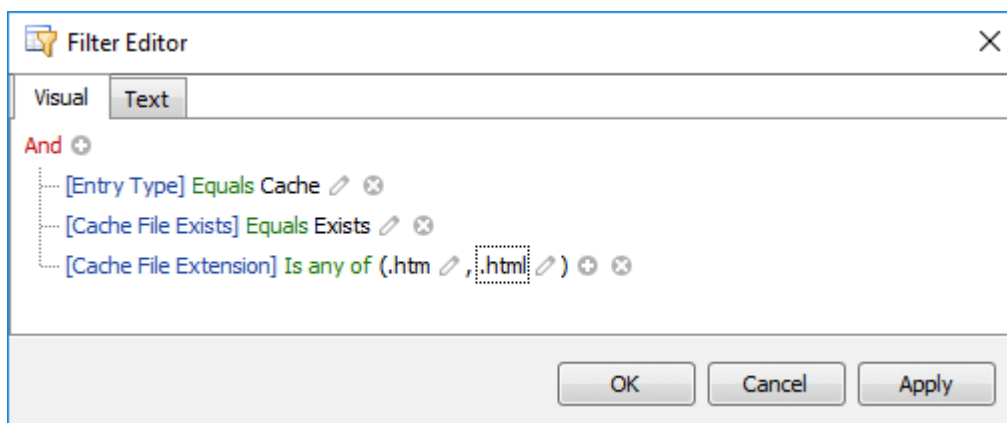 Filter Editor
Visual Text
And
[Entry Type] Equals Cache
[Cache File Exists] Equals Exists
[Cache File Extension] Is any of (.htm , .html )
OK Cancel Apply